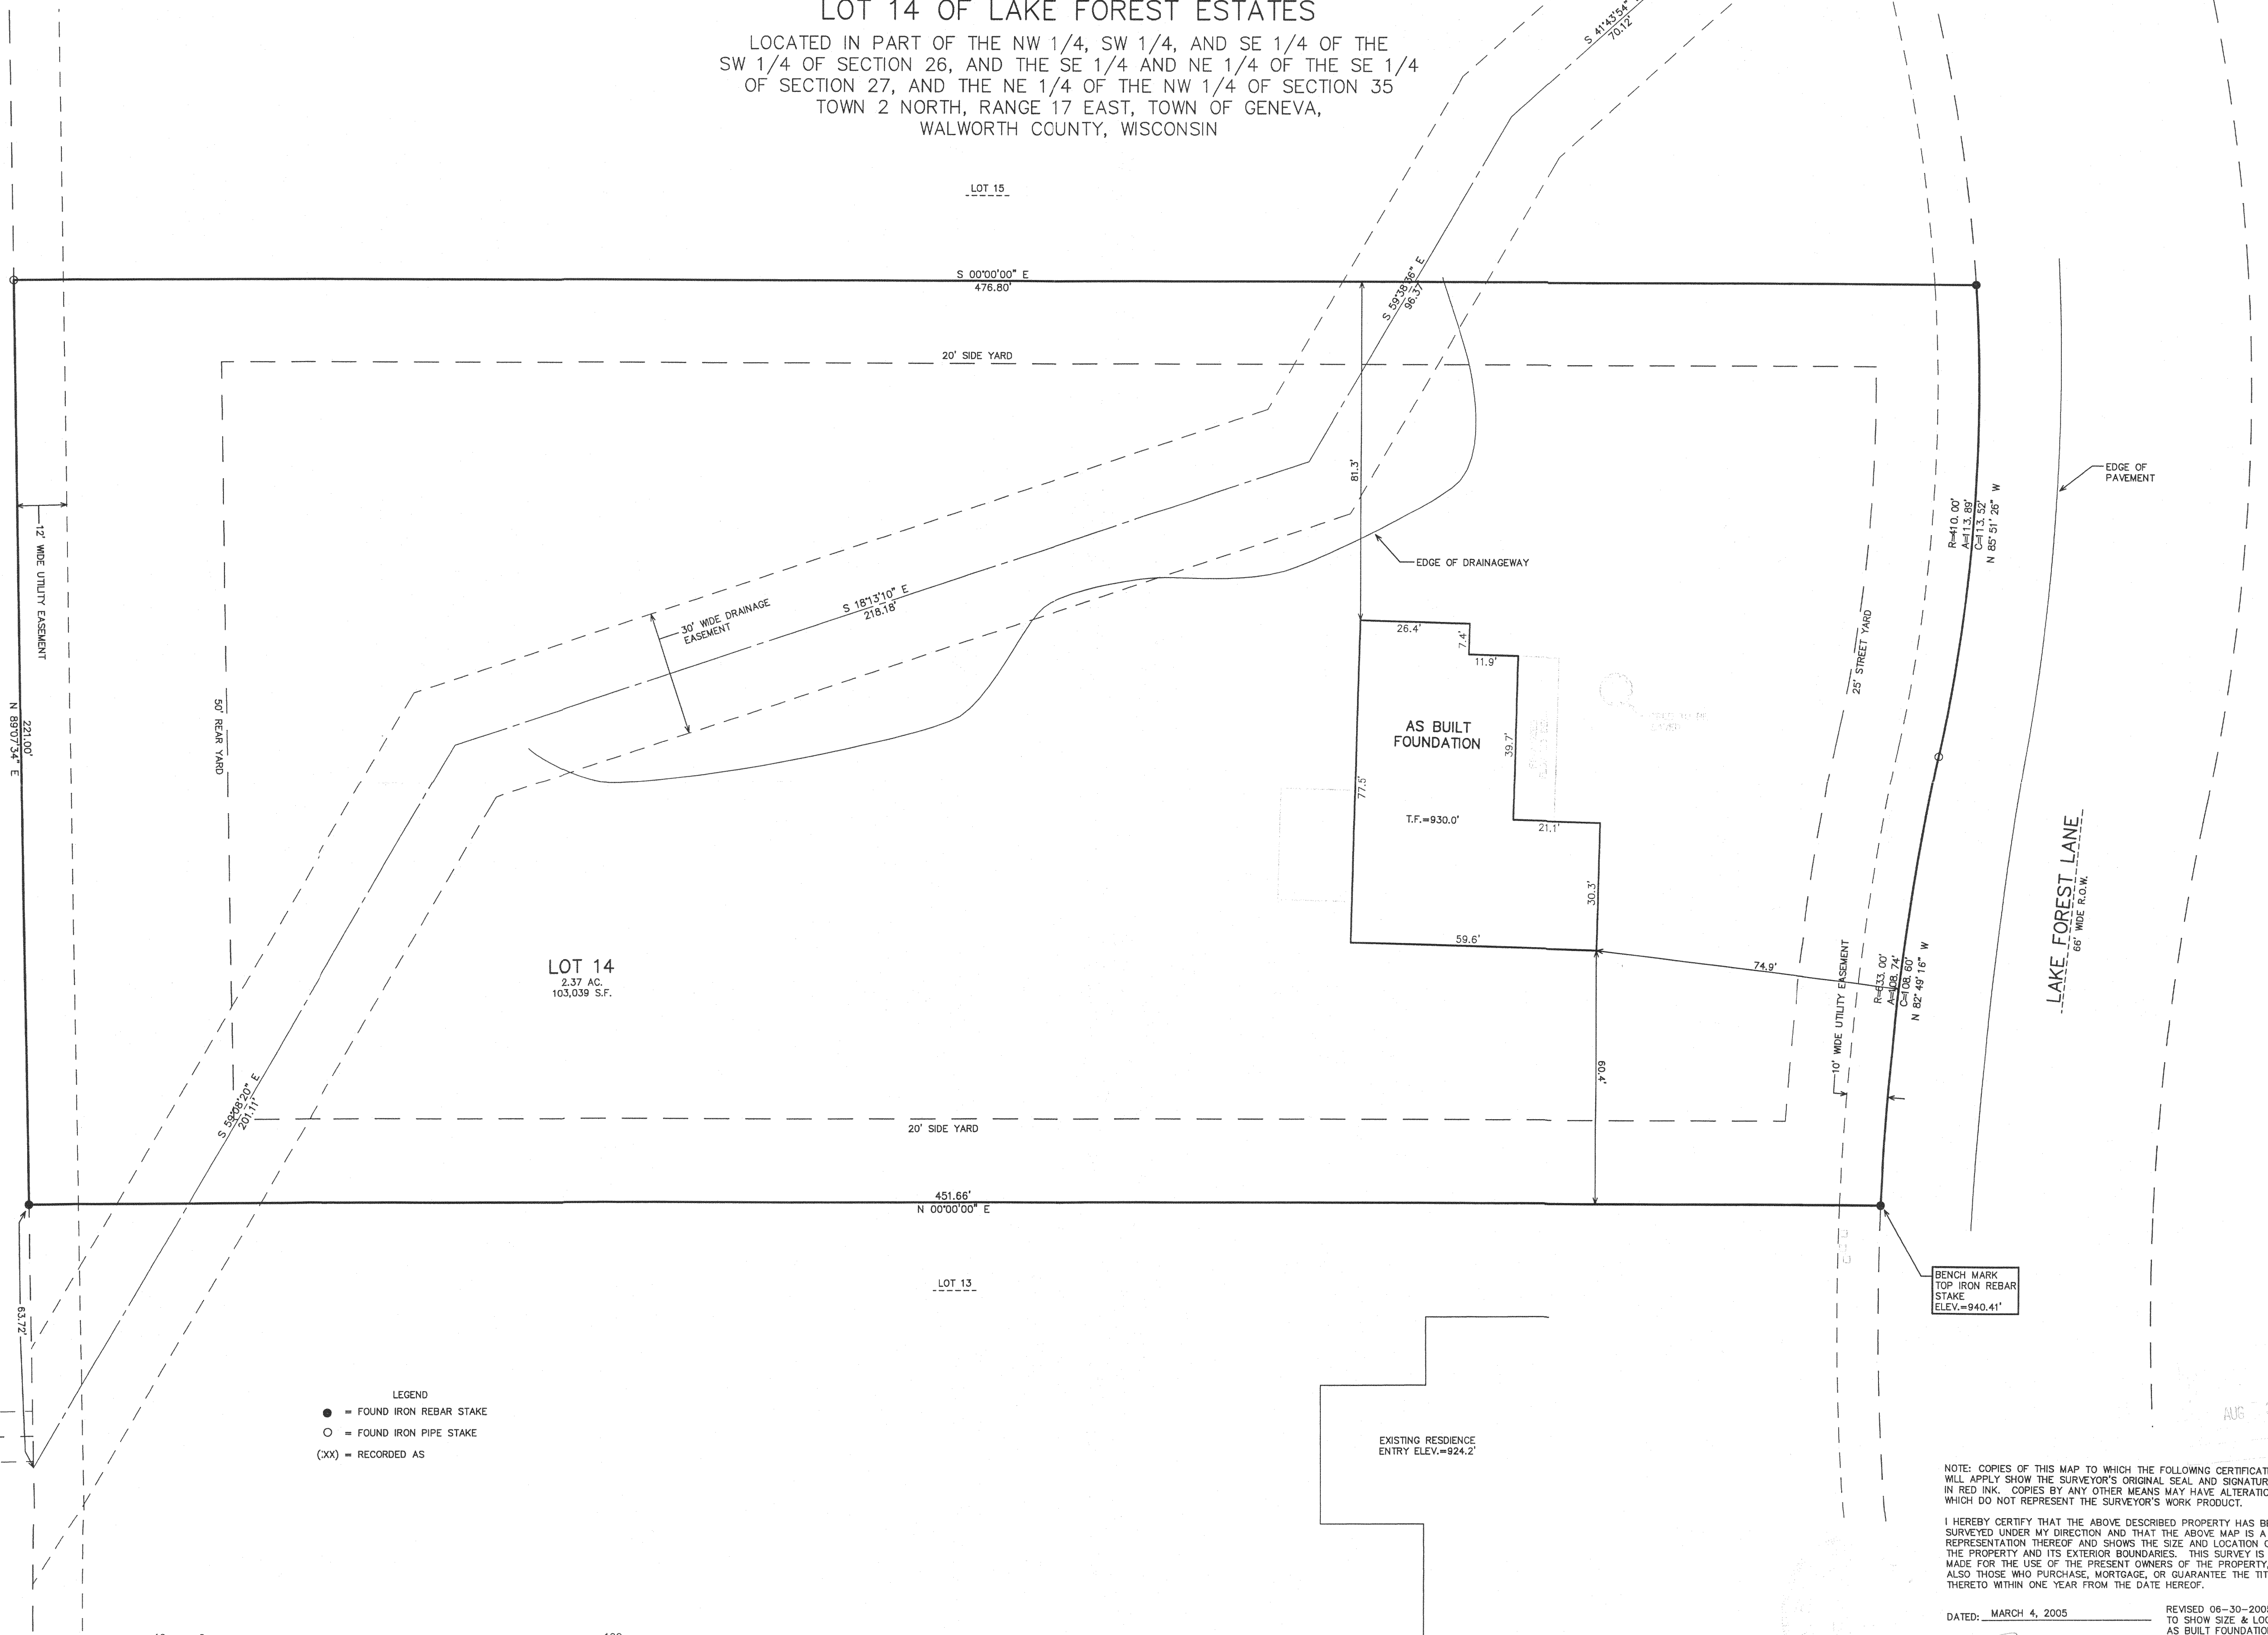 LOT 14 OF LAKE FOREST ESTATES
LOCATED IN PART OF THE NW 1/4, SW 1/4, AND SE 1/4 OF THE
SW 1/4 OF SECTION 26, AND THE SE 1/4 AND NE 1/4 OF THE SE 1/4
OF SECTION 27, AND THE NE 1/4 OF THE NW 1/4 OF SECTION 35
TOWN 2 NORTH, RANGE 17 EAST, TOWN OF GENEVA,
WALWORTH COUNTY, WISCONSIN
S 41°43'54"
70.12'
LOT 15
S 00°00'00" E
476.80'
S 59°38'36" E
96.37'
20' SIDE YARD
81.3'
EDGE OF
PAVEMENT
R=410.00'
A=113.89'
C=113.52'
N 85°51'26" W
12' WIDE UTILITY EASEMENT
EDGE OF DRAINAGEWAY
S 18°13'10" E
218.18'
30' WIDE DRAINAGE
EASEMENT
26.4'
7.4'
11.9'
25' STREET YARD
N 89°07'34" E
221.00'
50' REAR YARD
AS BUILT
FOUNDATION
39.7'
77.5'
T.F.=930.0'
21.1'
30.3'
59.6'
74.9'
LAKE FOREST LANE
66' WIDE R.O.W.
10' WIDE UTILITY EASEMENT
R=633.00'
A=108.74'
C=108.60'
N 82°49'16" W
LOT 14
2.37 AC.
103,039 S.F.
60.4'
S 59°08'20" E
201.11'
20' SIDE YARD
451.66'
N 00°00'00" E
LOT 13
BENCH MARK
TOP IRON REBAR
STAKE
ELEV.=940.41'
63.72'
LEGEND
● = FOUND IRON REBAR STAKE
○ = FOUND IRON PIPE STAKE
(XX) = RECORDED AS
EXISTING RESDIENCE
ENTRY ELEV.=924.2'
AUG
NOTE: COPIES OF THIS MAP TO WHICH THE FOLLOWING CERTIFICAT
WILL APPLY SHOW THE SURVEYOR'S ORIGINAL SEAL AND SIGNATUR
IN RED INK. COPIES BY ANY OTHER MEANS MAY HAVE ALTERATIO
WHICH DO NOT REPRESENT THE SURVEYOR'S WORK PRODUCT.
I HEREBY CERTIFY THAT THE ABOVE DESCRIBED PROPERTY HAS BE
SURVEYED UNDER MY DIRECTION AND THAT THE ABOVE MAP IS A
REPRESENTATION THEREOF AND SHOWS THE SIZE AND LOCATION O
THE PROPERTY AND ITS EXTERIOR BOUNDARIES. THIS SURVEY IS
MADE FOR THE USE OF THE PRESENT OWNERS OF THE PROPERTY,
ALSO THOSE WHO PURCHASE, MORTGAGE, OR GUARANTEE THE TIT
THERETO WITHIN ONE YEAR FROM THE DATE HEREOF.
DATED: MARCH 4, 2005
REVISED 06-30-2005
TO SHOW SIZE & LOC
AS BUILT FOUNDATIO